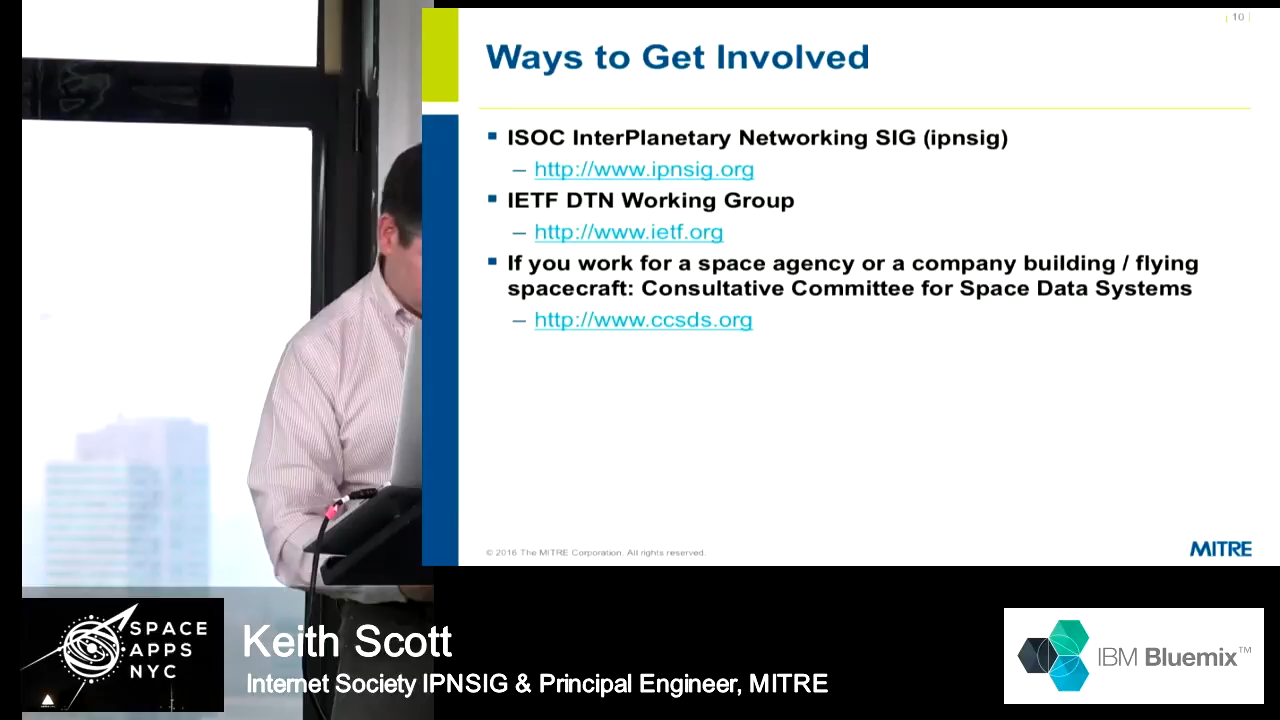 10
Ways to Get Involved
▪ ISOC InterPlanetary Networking SIG (ipnsig)
– http://www.ipnsig.org
▪ IETF DTN Working Group
– http://www.ietf.org
▪ If you work for a space agency or a company building / flying
spacecraft: Consultative Committee for Space Data Systems
– http://www.ccsds.org
© 2016 The MITRE Corporation. All rights reserved.
MITRE
SPACE
APPS
NYC
Keith Scott
Internet Society IPNSIG & Principal Engineer, MITRE
IBM Bluemix™